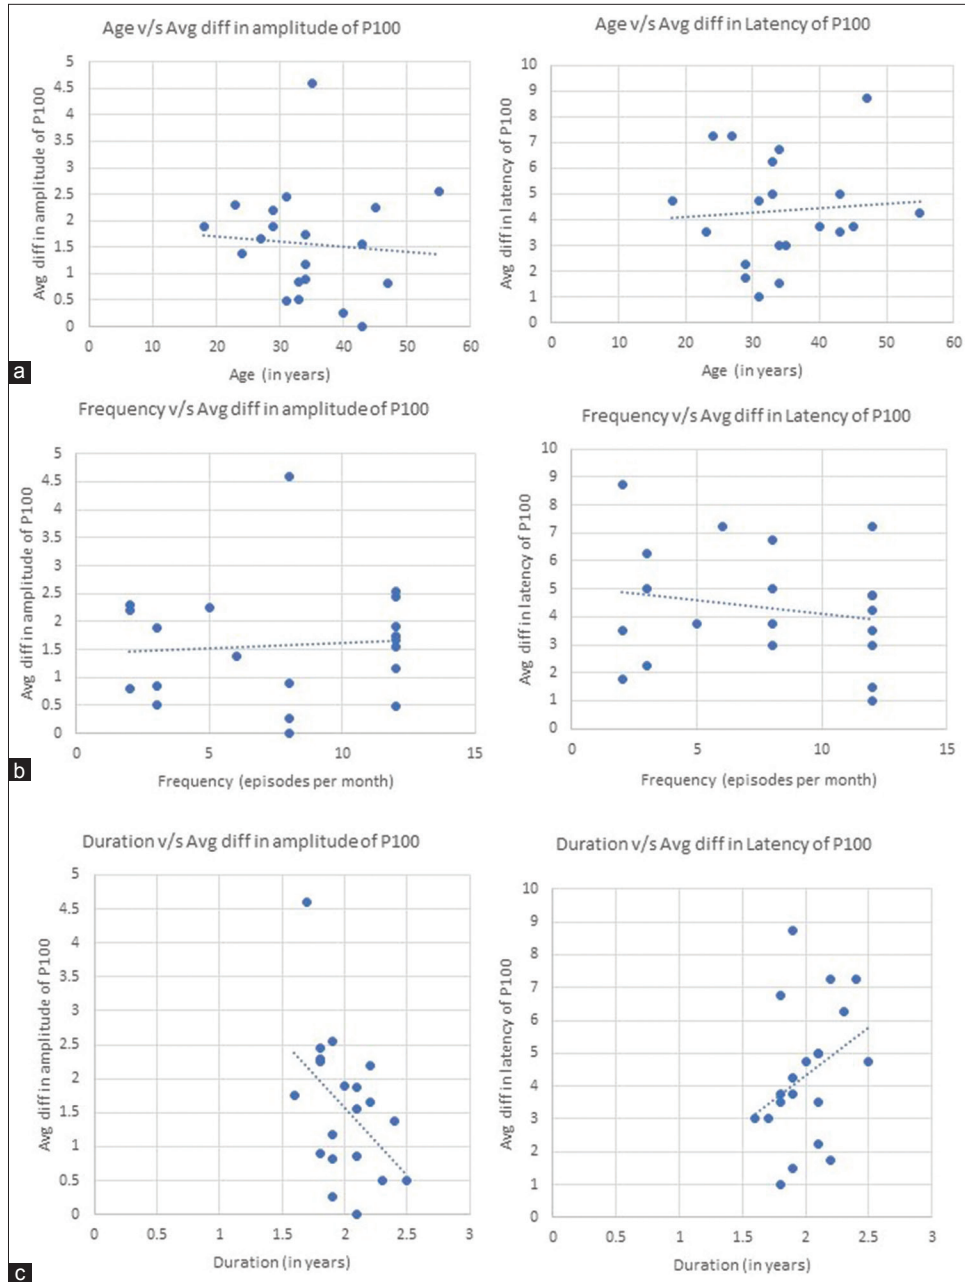 Age v/s Avg diff in amplitude of P100
Avg diff in amplitude of P100
5
4.5
4
3.5
3
2.5
2
1.5
1
0.5
0
0 10 20 30 40 50 60
Age (in years)
Age v/s Avg diff in Latency of P100
Avg diff in latency of P100
10
9
8
7
6
5
4
3
2
1
0
0 10 20 30 40 50 60
Age (in years)
a
Frequency v/s Avg diff in amplitude of P100
Avg diff in amplitude of P100
5
4.5
4
3.5
3
2.5
2
1.5
1
0.5
0
0 5 10 15
Frequency (episodes per month)
Frequency v/s Avg diff in Latency of P100
Avg diff in latency of P100
10
9
8
7
6
5
4
3
2
1
0
0 5 10 15
Frequency (episodes per month)
b
Duration v/s Avg diff in amplitude of P100
Avg diff in amplitude of P100
5
4.5
4
3.5
3
2.5
2
1.5
1
0.5
0
0 0.5 1 1.5 2 2.5 3
Duration (in years)
Duration v/s Avg diff in Latency of P100
Avg diff in latency of P100
10
9
8
7
6
5
4
3
2
1
0
0 0.5 1 1.5 2 2.5 3
Duration (in years)
c